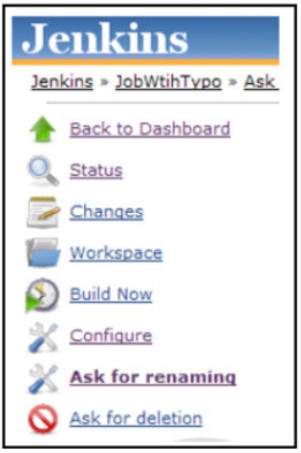 Jenkins
Jenkins » JobWtihTypo » Ask
Back to Dashboard
Status
Changes
Workspace
Build Now
Configure
Ask for renaming
Ask for deletion